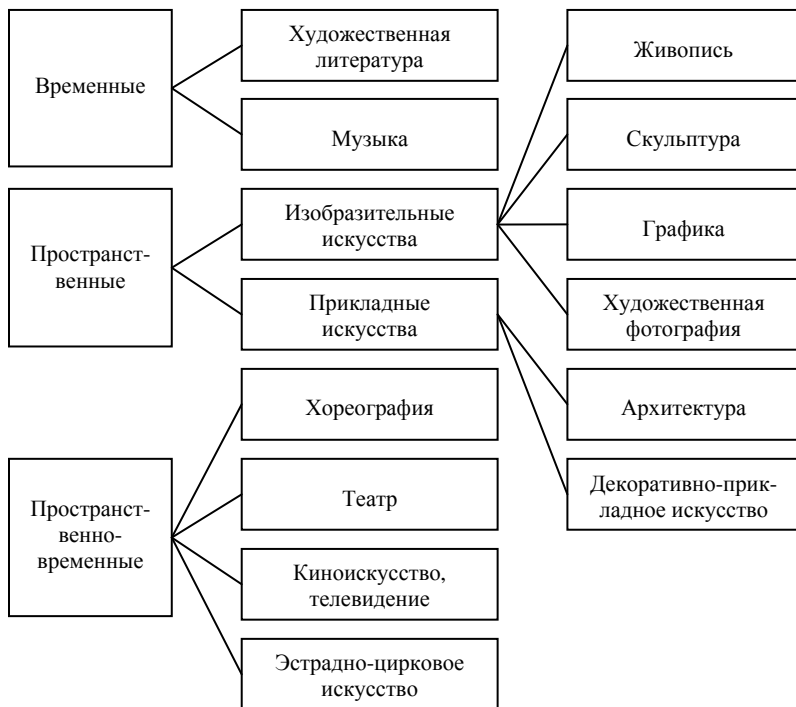 Временные
Художественная
литература
Музыка
Пространст-
венные
Изобразительные
искусства
Прикладные
искусства
Живопись
Скульптура
Графика
Художественная
фотография
Архитектура
Декоративно-прик-
ладное искусство
Пространст-
венно-
временные
Хореография
Театр
Киноискусство,
телевидение
Эстрадно-цирковое
искусство